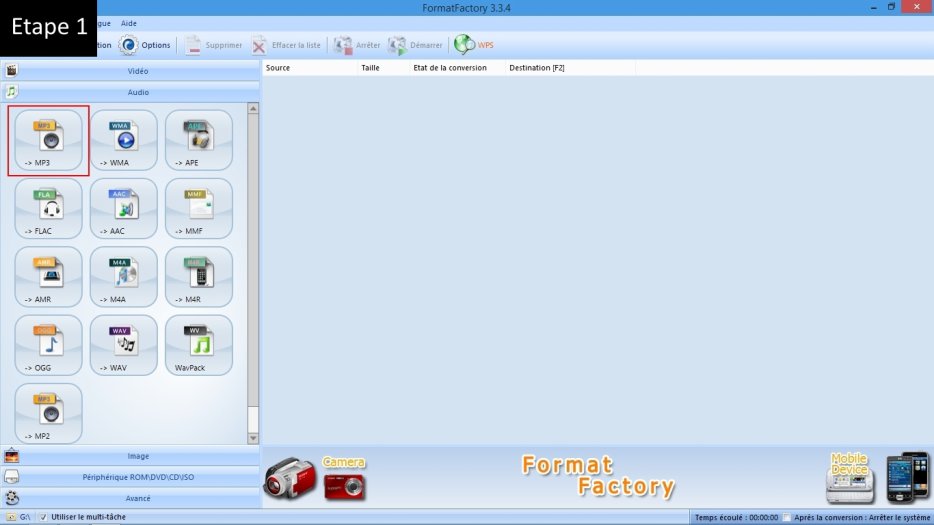 FormatFactory 3.3.4
Etape 1
gue Aide
tion Options Supprimer Effacer la liste Arrêter Démarrer WPS
Vidéo
Audio
Source Taille Etat de la conversion Destination [F2]
MP3 WMA APE
-> MP3 -> WMA -> APE
FLA AAC MMF
-> FLAC -> AAC -> MMF
AMR M4A M4R
-> AMR -> M4A -> M4R
OGG WAV WV
-> OGG -> WAV WavPack
MP3
-> MP2
Image
Périphérique ROM\DVD\CD\ISO
Avancé
Camera
Format
Factory
Mobile
Device
G:\ Utiliser le multi-tâche
Temps écoulé : 00:00:00 Après la conversion : Arrêter le système